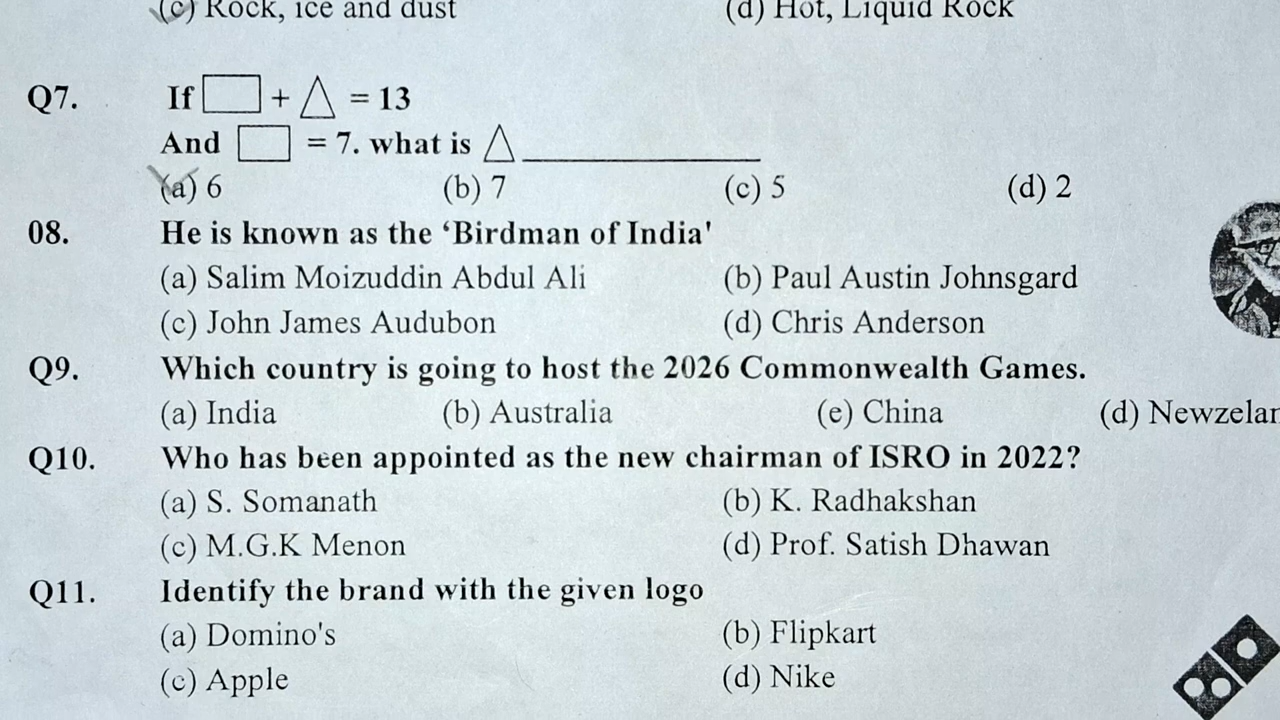 (c) Rock, ice and dust (d) Hot, Liquid Rock
Q7. If + = 13
And = 7. what is ____________
(a) 6 (b) 7 (c) 5 (d) 2
08. He is known as the ‘Birdman of India'
(a) Salim Moizuddin Abdul Ali (b) Paul Austin Johnsgard
(c) John James Audubon (d) Chris Anderson
Q9. Which country is going to host the 2026 Commonwealth Games.
(a) India (b) Australia (e) China (d) Newzelan
Q10. Who has been appointed as the new chairman of ISRO in 2022?
(a) S. Somanath (b) K. Radhakshan
(c) M.G.K Menon (d) Prof. Satish Dhawan
Q11. Identify the brand with the given logo
(a) Domino's (b) Flipkart
(c) Apple (d) Nike